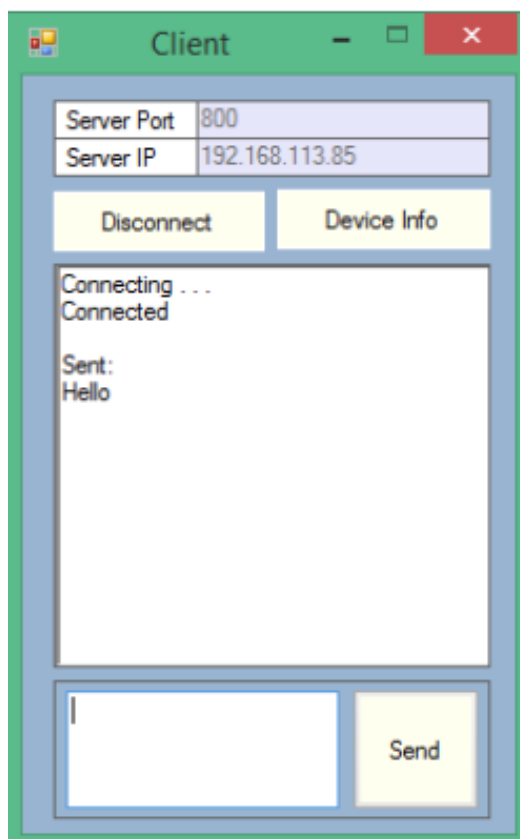 Client
Server Port 800
Server IP 192.168.113.85
Disconnect Device Info
Connecting . . .
Connected
Sent:
Hello
Send